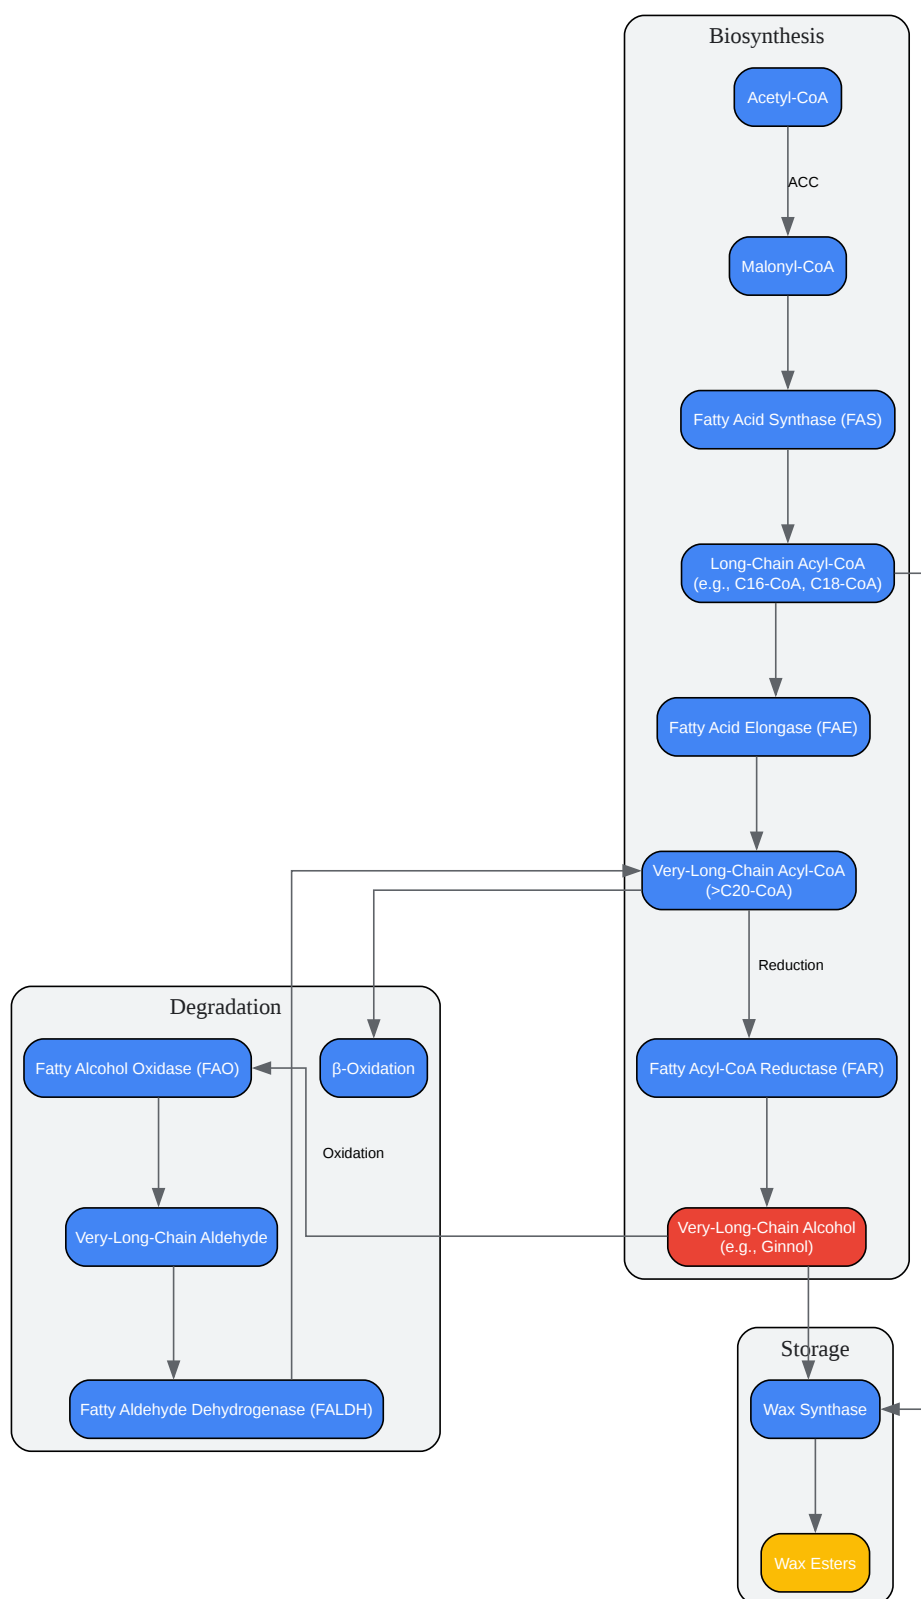 Biosynthesis
Acetyl-CoA
ACC
Malonyl-CoA
Fatty Acid Synthase (FAS)
Long-Chain Acyl-CoA
(e.g., C16-CoA, C18-CoA)
Fatty Acid Elongase (FAE)
Very-Long-Chain Acyl-CoA
(>C20-CoA)
Reduction
Fatty Acyl-CoA Reductase (FAR)
Very-Long-Chain Alcohol
(e.g., Ginnol)
Degradation
Fatty Alcohol Oxidase (FAO)
β-Oxidation
Oxidation
Very-Long-Chain Aldehyde
Fatty Aldehyde Dehydrogenase (FALDH)
Storage
Wax Synthase
Wax Esters